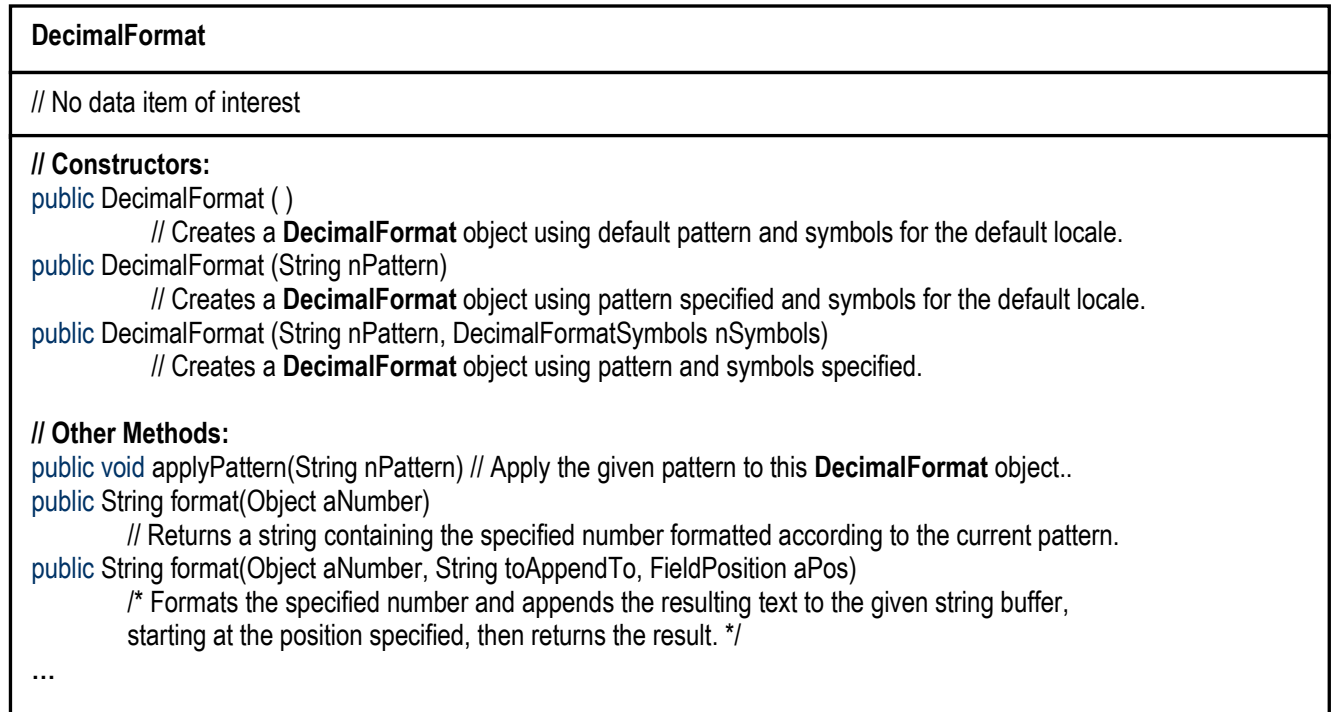 DecimalFormat
// No data item of interest
// Constructors:
public DecimalFormat ( )
// Creates a DecimalFormat object using default pattern and symbols for the default locale.
public DecimalFormat (String nPattern)
// Creates a DecimalFormat object using pattern specified and symbols for the default locale.
public DecimalFormat (String nPattern, DecimalFormatSymbols nSymbols)
// Creates a DecimalFormat object using pattern and symbols specified.
// Other Methods:
public void applyPattern(String nPattern) // Apply the given pattern to this DecimalFormat object..
public String format(Object aNumber)
// Returns a string containing the specified number formatted according to the current pattern.
public String format(Object aNumber, String toAppendTo, FieldPosition aPos)
/* Formats the specified number and appends the resulting text to the given string buffer,
starting at the position specified, then returns the result. */
…